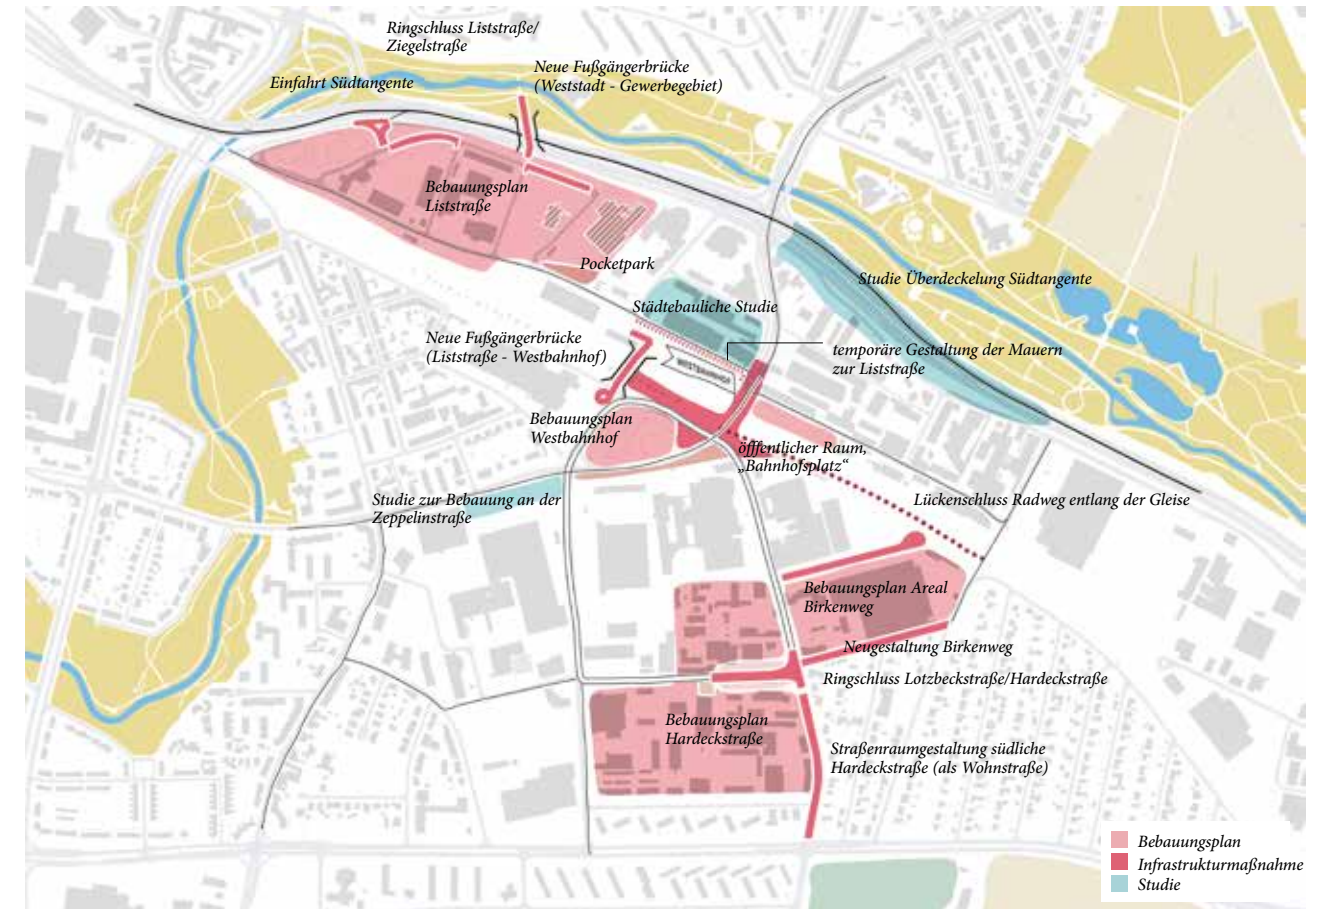 Ringschluss Liststraße/
Ziegelstraße
Neue Fußgängerbrücke
(Weststadt - Gewerbegebiet)
Einfahrt Südtangente
Bebauungsplan
Liststraße
Pocketpark
Studie Überdeckelung Südtangente
Städtebauliche Studie
Neue Fußgängerbrücke
(Liststraße - Westbahnhof)
temporäre Gestaltung der Mauern
zur Liststraße
WESTBAHNHOF
Bebauungsplan
Westbahnhof
öfffentlicher Raum,
„Bahnhofsplatz“
Studie zur Bebauung an der
Zeppelinstraße
Lückenschluss Radweg entlang der Gleise
Bebauungsplan Areal
Birkenweg
Neugestaltung Birkenweg
Ringschluss Lotzbeckstraße/Hardeckstraße
Bebauungsplan
Hardeckstraße
Straßenraumgestaltung südliche
Hardeckstraße (als Wohnstraße)
Bebauungsplan
Infrastrukturmaßnahme
Studie